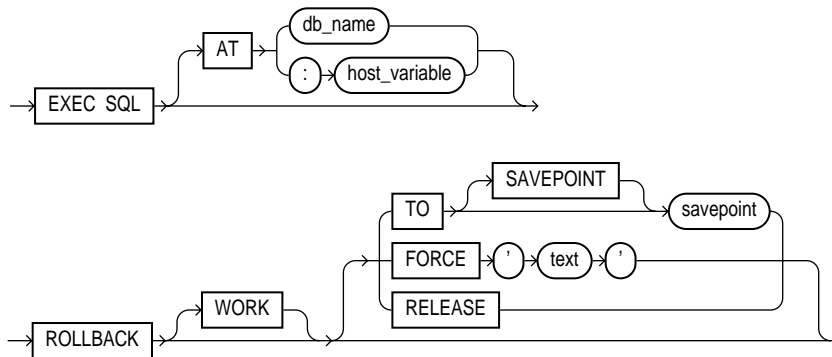 db_name
AT
: host_variable
EXEC SQL
SAVEPOINT
TO savepoint
FORCE ' text '
WORK RELEASE
ROLLBACK